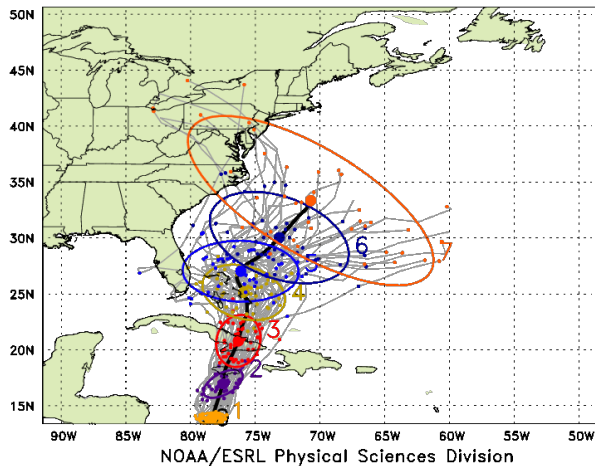 50N
45N
40N
35N
30N
25N
20N
15N
7
6
5
4
3
2
1
90W 85W 80W 75W 70W 65W 60W 55W 50W
NOAA/ESRL Physical Sciences Division